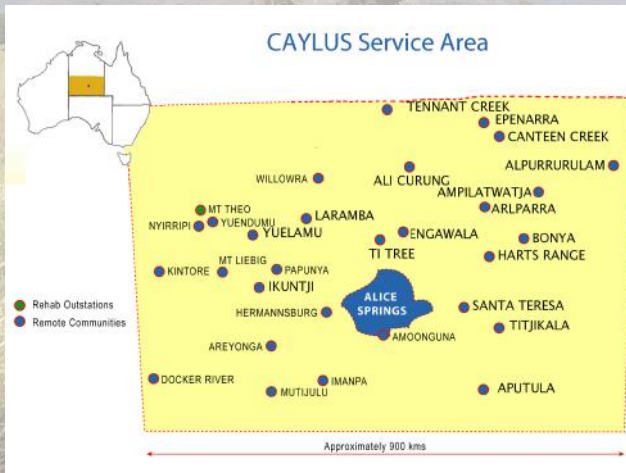 CAYLUS Service Area
TENNANT CREEK
EPENARRA
CANTEEN CREEK
ALPURRURULAM
WILLOWRA
ALI CURUNG
AMPILATWATJA
MT THEO
ARLPARRA
NYIRRIPI
YUENDUMU
LARAMBA
YUELAMU
ENGAWALA
TI TREE
BONYA
HARTS RANGE
KINTORE
MT LIEBIG
PAPUNYA
IKUNTJI
ALICE
SPRINGS
Rehab Outstations
Remote Communities
HERMANNSBURG
SANTA TERESA
TITJIKALA
AMOONGUNA
AREYONGA
DOCKER RIVER
IMANPA
MUTIJULU
APUTULA
Approximately 900 kms